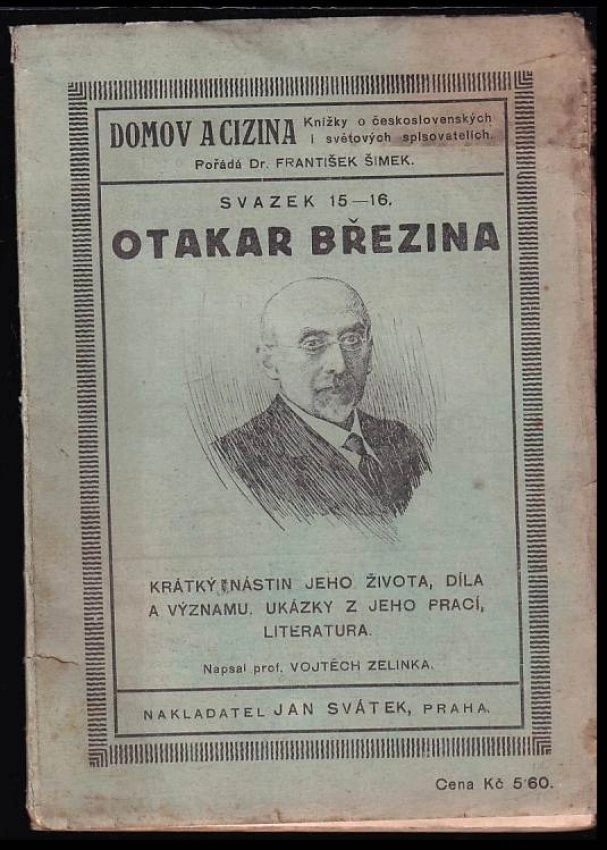 DOMOV A CIZINA Knížky o československých
i světových spisovatelích.
Pořádá Dr. FRANTIŠEK ŠIMEK.
SVAZEK 15—16.
OTAKAR BŘEZINA
KRÁTKÝ NÁSTIN JEHO ŽIVOTA, DÍLA
A VÝZNAMU. UKÁZKY Z JEHO PRACÍ,
LITERATURA.
Napsal prof. VOJTĚCH ZELINKA.
NAKLADATEL JAN SVÁTEK, PRAHA.
Cena Kč 5·60.